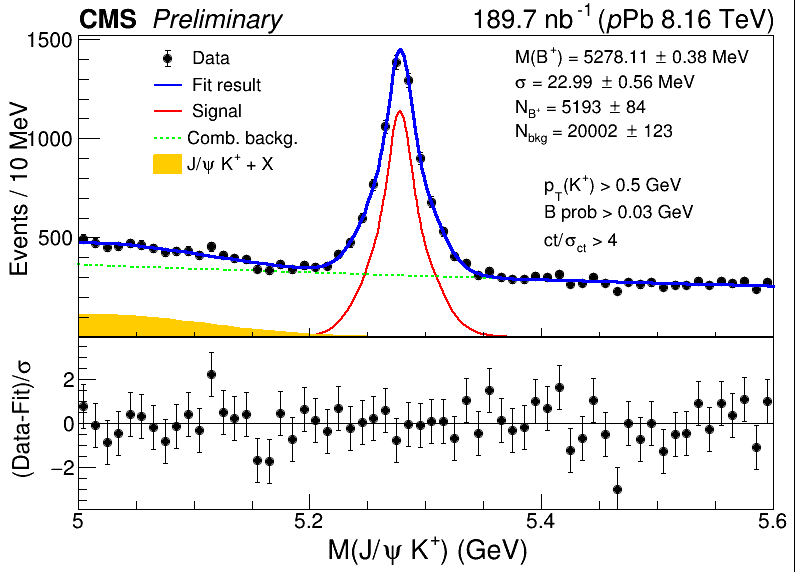 CMS Preliminary 189.7 nb⁻¹ (pPb 8.16 TeV)
1500
1000
500
Events / 10 MeV
Data
Fit result
Signal
Comb. backg.
J/ψ K⁺ + X
M(B⁺) = 5278.11 ± 0.38 MeV
σ = 22.99 ± 0.56 MeV
N_B⁺ = 5193 ± 84
N_bkg = 20002 ± 123
p_T(K⁺) > 0.5 GeV
B prob > 0.03 GeV
ct/σ_ct > 4
2
0
−2
(Data-Fit)/σ
5 5.2 5.4 5.6
M(J/ψ K⁺) (GeV)